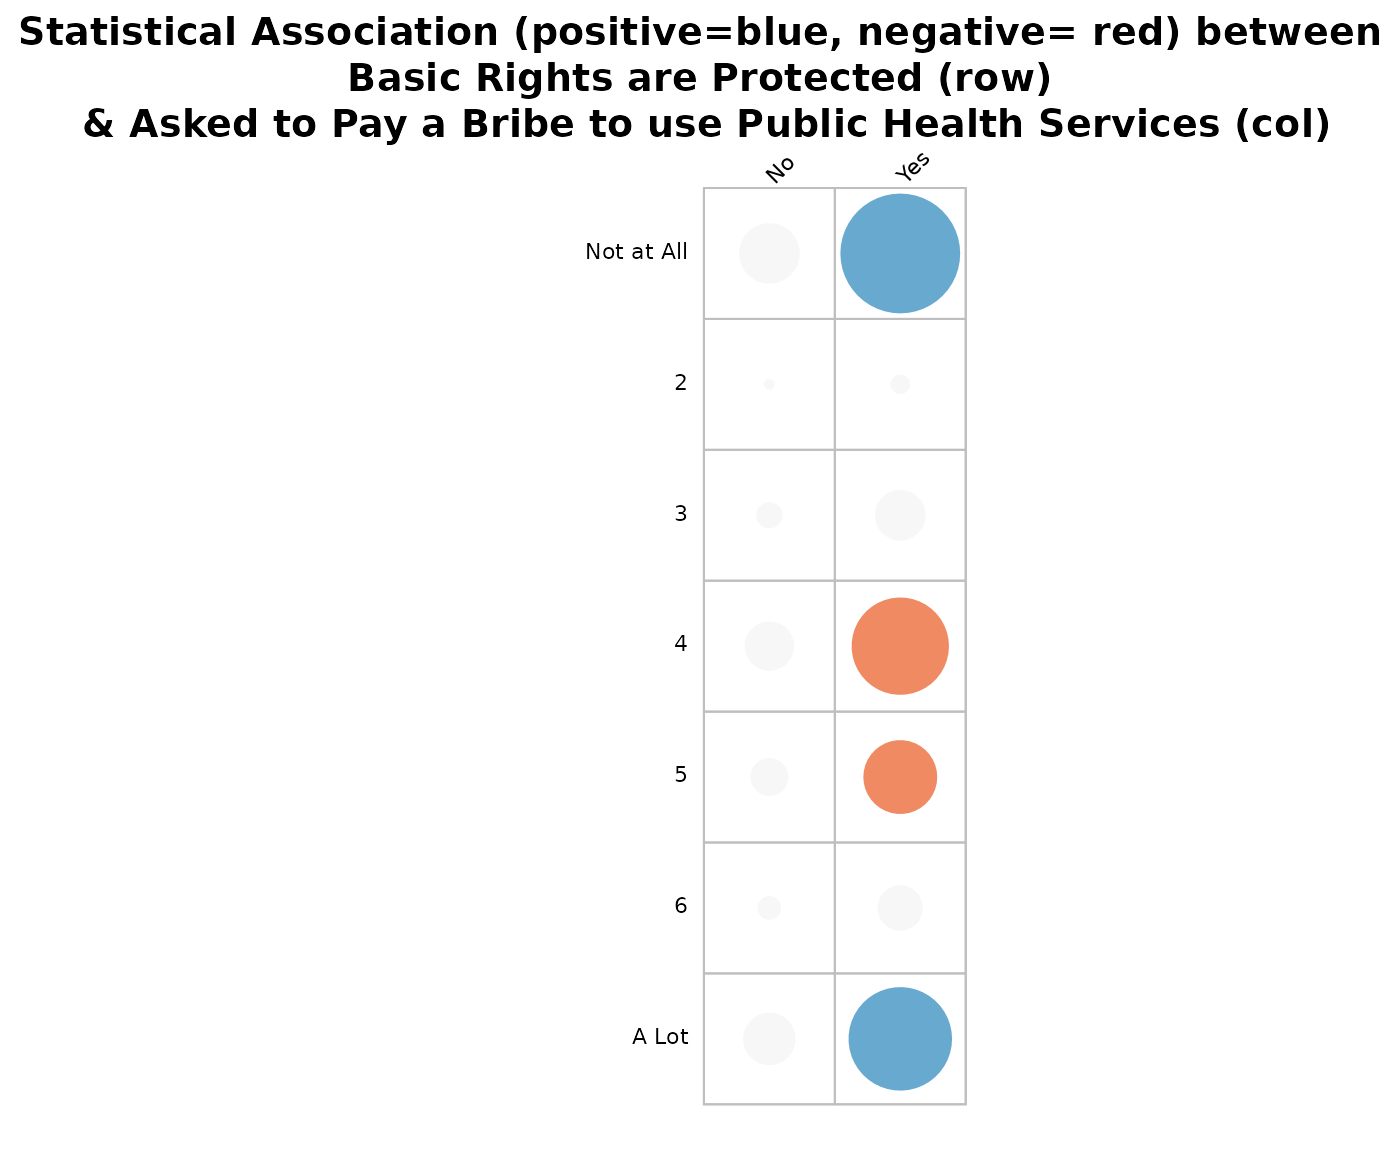 Statistical Association (positive=blue, negative= red) between
Basic Rights are Protected (row)
& Asked to Pay a Bribe to use Public Health Services (col)
No Yes
Not at All
2
3
4
5
6
A Lot